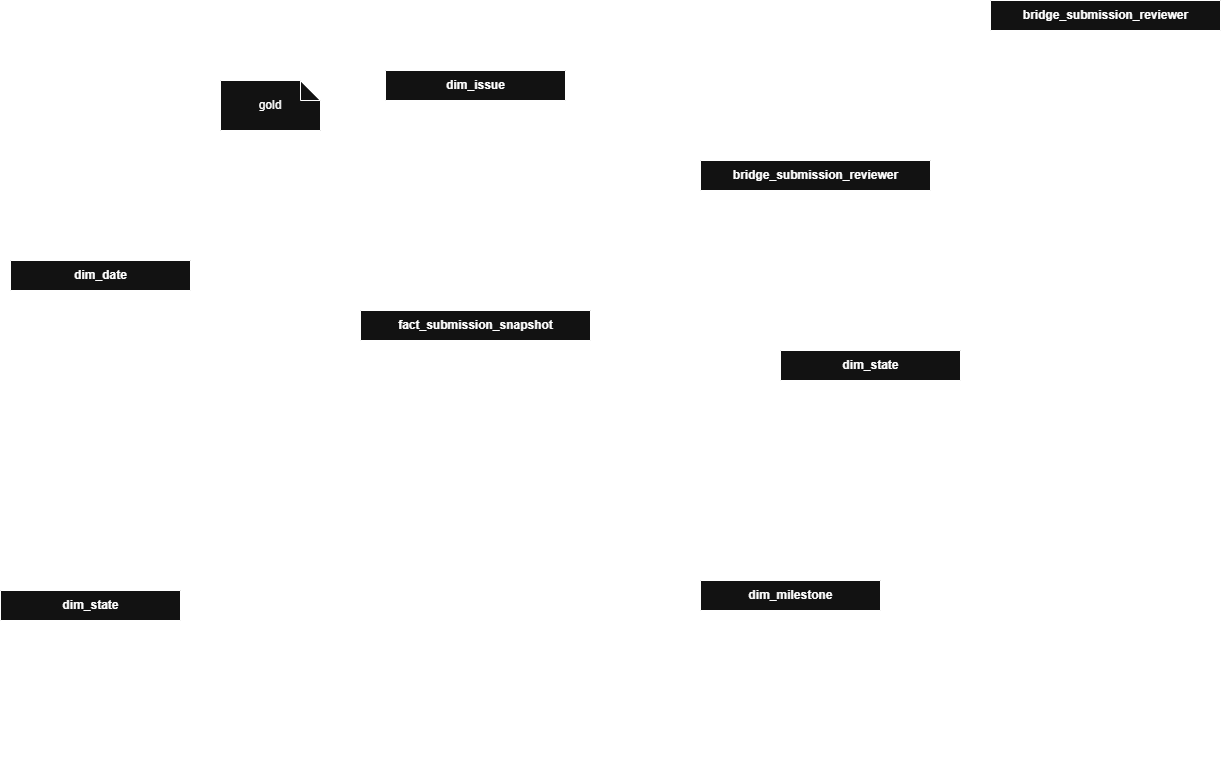 bridge_submission_reviewer
dim_issue
gold
bridge_submission_reviewer
dim_date
fact_submission_snapshot
dim_state
dim_milestone
dim_state